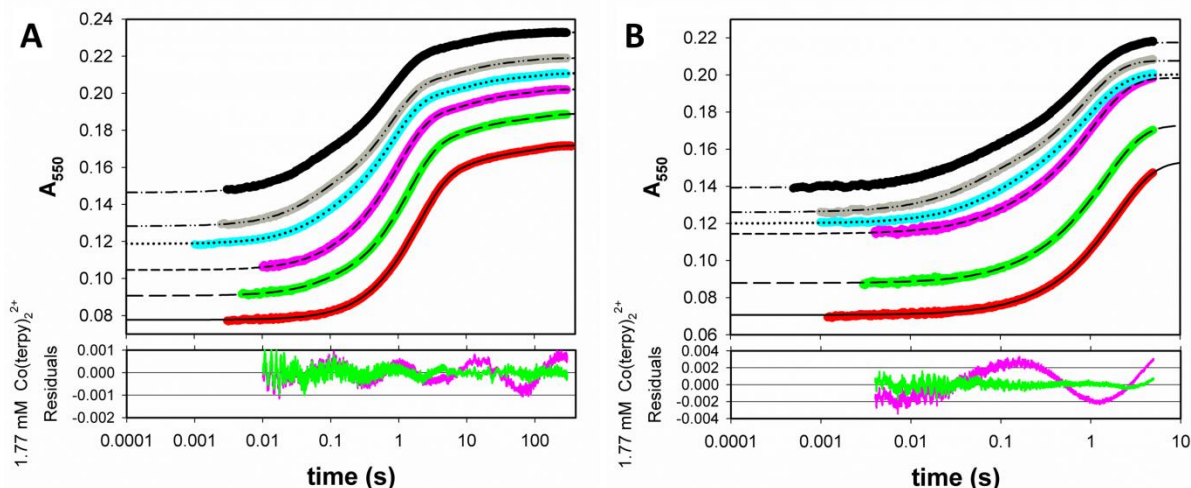 A
A550
0.24
0.22
0.20
0.18
0.16
0.14
0.12
0.10
0.08
1.77 mM Co(terpy)₂²⁺
Residuals
0.001
0.000
-0.001
-0.002
0.0001 0.001 0.01 0.1 1 10 100
time (s)
B
A550
0.22
0.20
0.18
0.16
0.14
0.12
0.10
0.08
0.06
1.77 mM Co(terpy)₂²⁺
Residuals
0.004
0.002
0.000
-0.002
-0.004
0.0001 0.001 0.01 0.1 1 10
time (s)